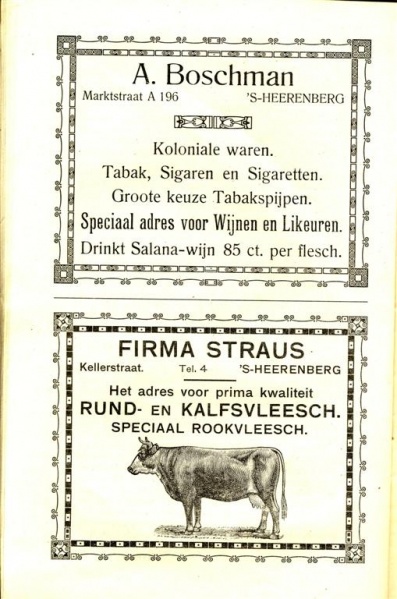 A. Boschman
Marktstraat A 196 'S-HEERENBERG
Koloniale waren.
Tabak, Sigaren en Sigaretten.
Groote keuze Tabakspijpen.
Speciaal adres voor Wijnen en Likeuren.
Drinkt Salana-wijn 85 ct. per flesch.
FIRMA STRAUS
Kellerstraat. Tel. 4 'S-HEERENBERG
Het adres voor prima kwaliteit
RUND- EN KALFSVLEESCH.
SPECIAAL ROOKVLEESCH.